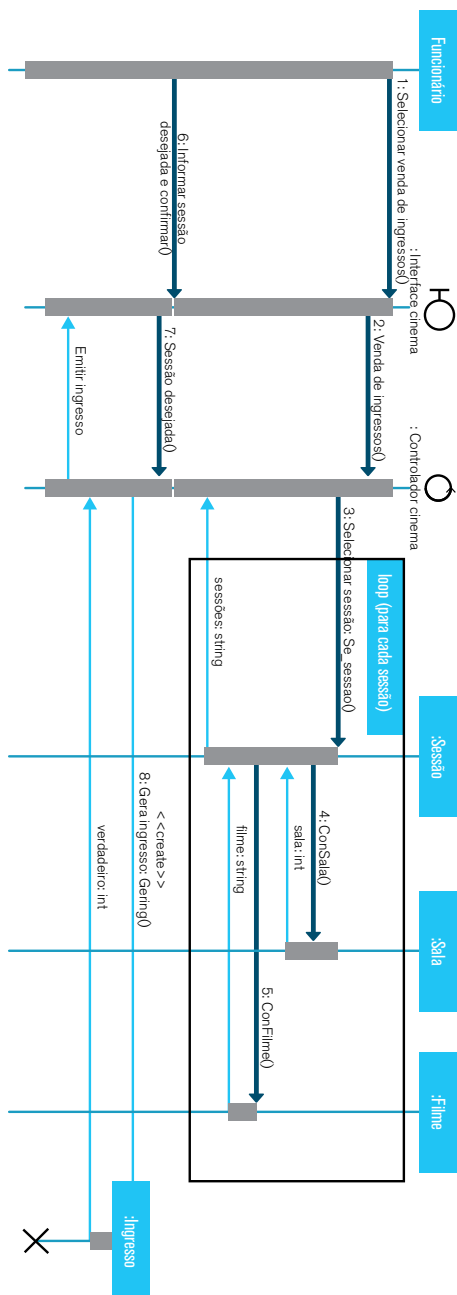 Funcionário
: Interface cinema
: Controlador cinema
:Sessão
:Sala
:Filme
1: Selecionar venda de ingressos()
2: Venda de ingressos()
loop (para cada sessão)
3: Selecionar sessão: Se_sessao()
4: ConSala()
sala: int
5: ConFilme()
filme: string
sessões: string
6: Informar sessão
desejada e confirmar()
7: Sessão desejada()
<<create>>
8: Gera ingresso: Gering()
:Ingresso
verdadeiro: int
Emitir ingresso